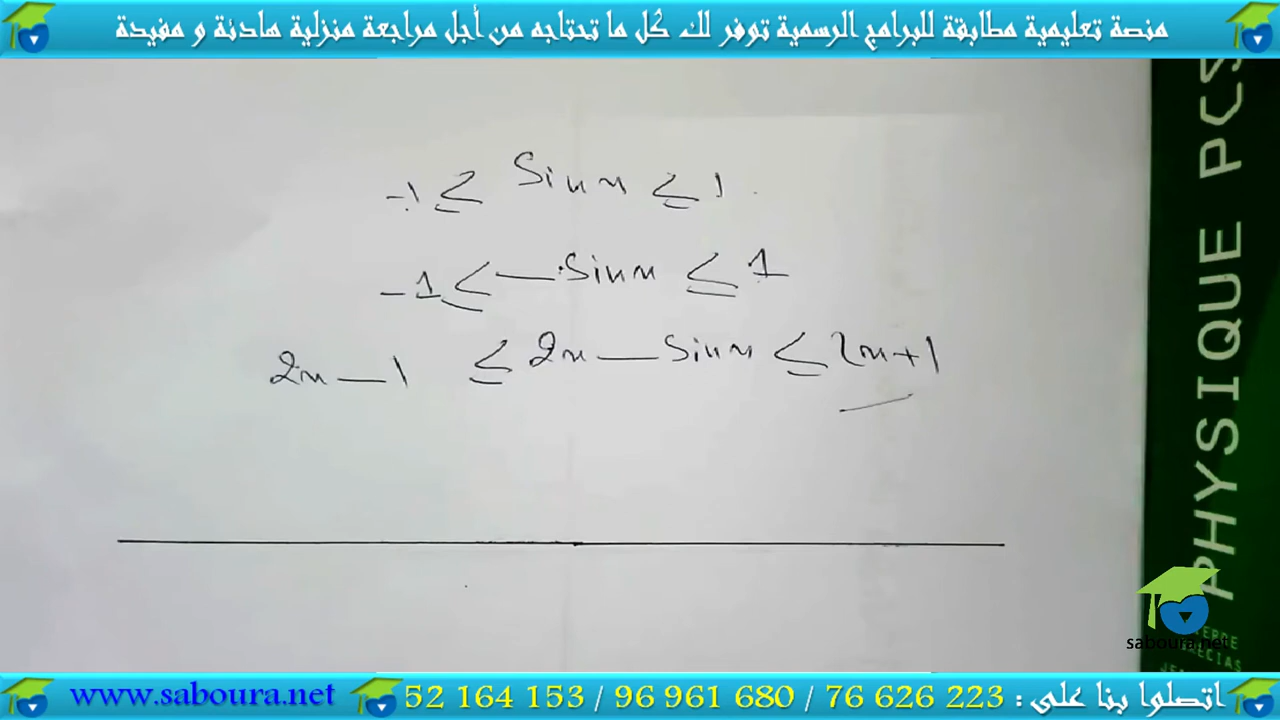 منصة تعليمية مطابقة للبرامج الرسمية توفر لك كل ما تحتاجه من أجل مراجعة منزلية هادئة و مفيدة
-1 ≤ Sin x ≤ 1
-1 ≤ - sin x ≤ 1
2x - 1 ≤ 2x - sin x ≤ 2x + 1
PHYSIQUE PCS
saboura.net
www.saboura.net 52 164 153 / 96 961 680 / 76 626 223 : اتصلوا بنا على